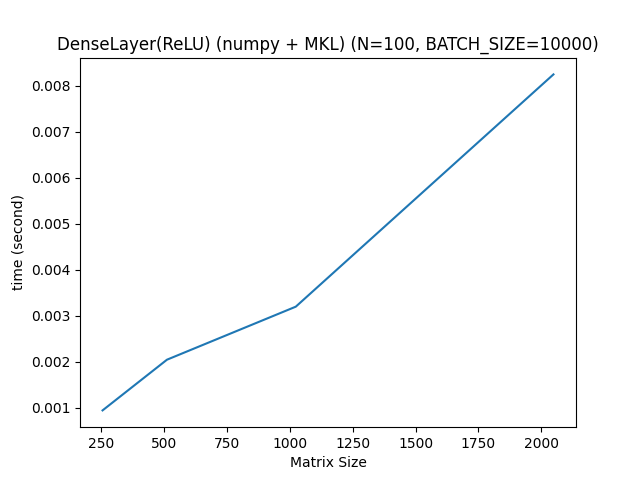 DenseLayer(ReLU) (numpy + MKL) (N=100, BATCH_SIZE=10000)
0.008
0.007
0.006
0.005
0.004
0.003
0.002
0.001
time (second)
250 500 750 1000 1250 1500 1750 2000
Matrix Size